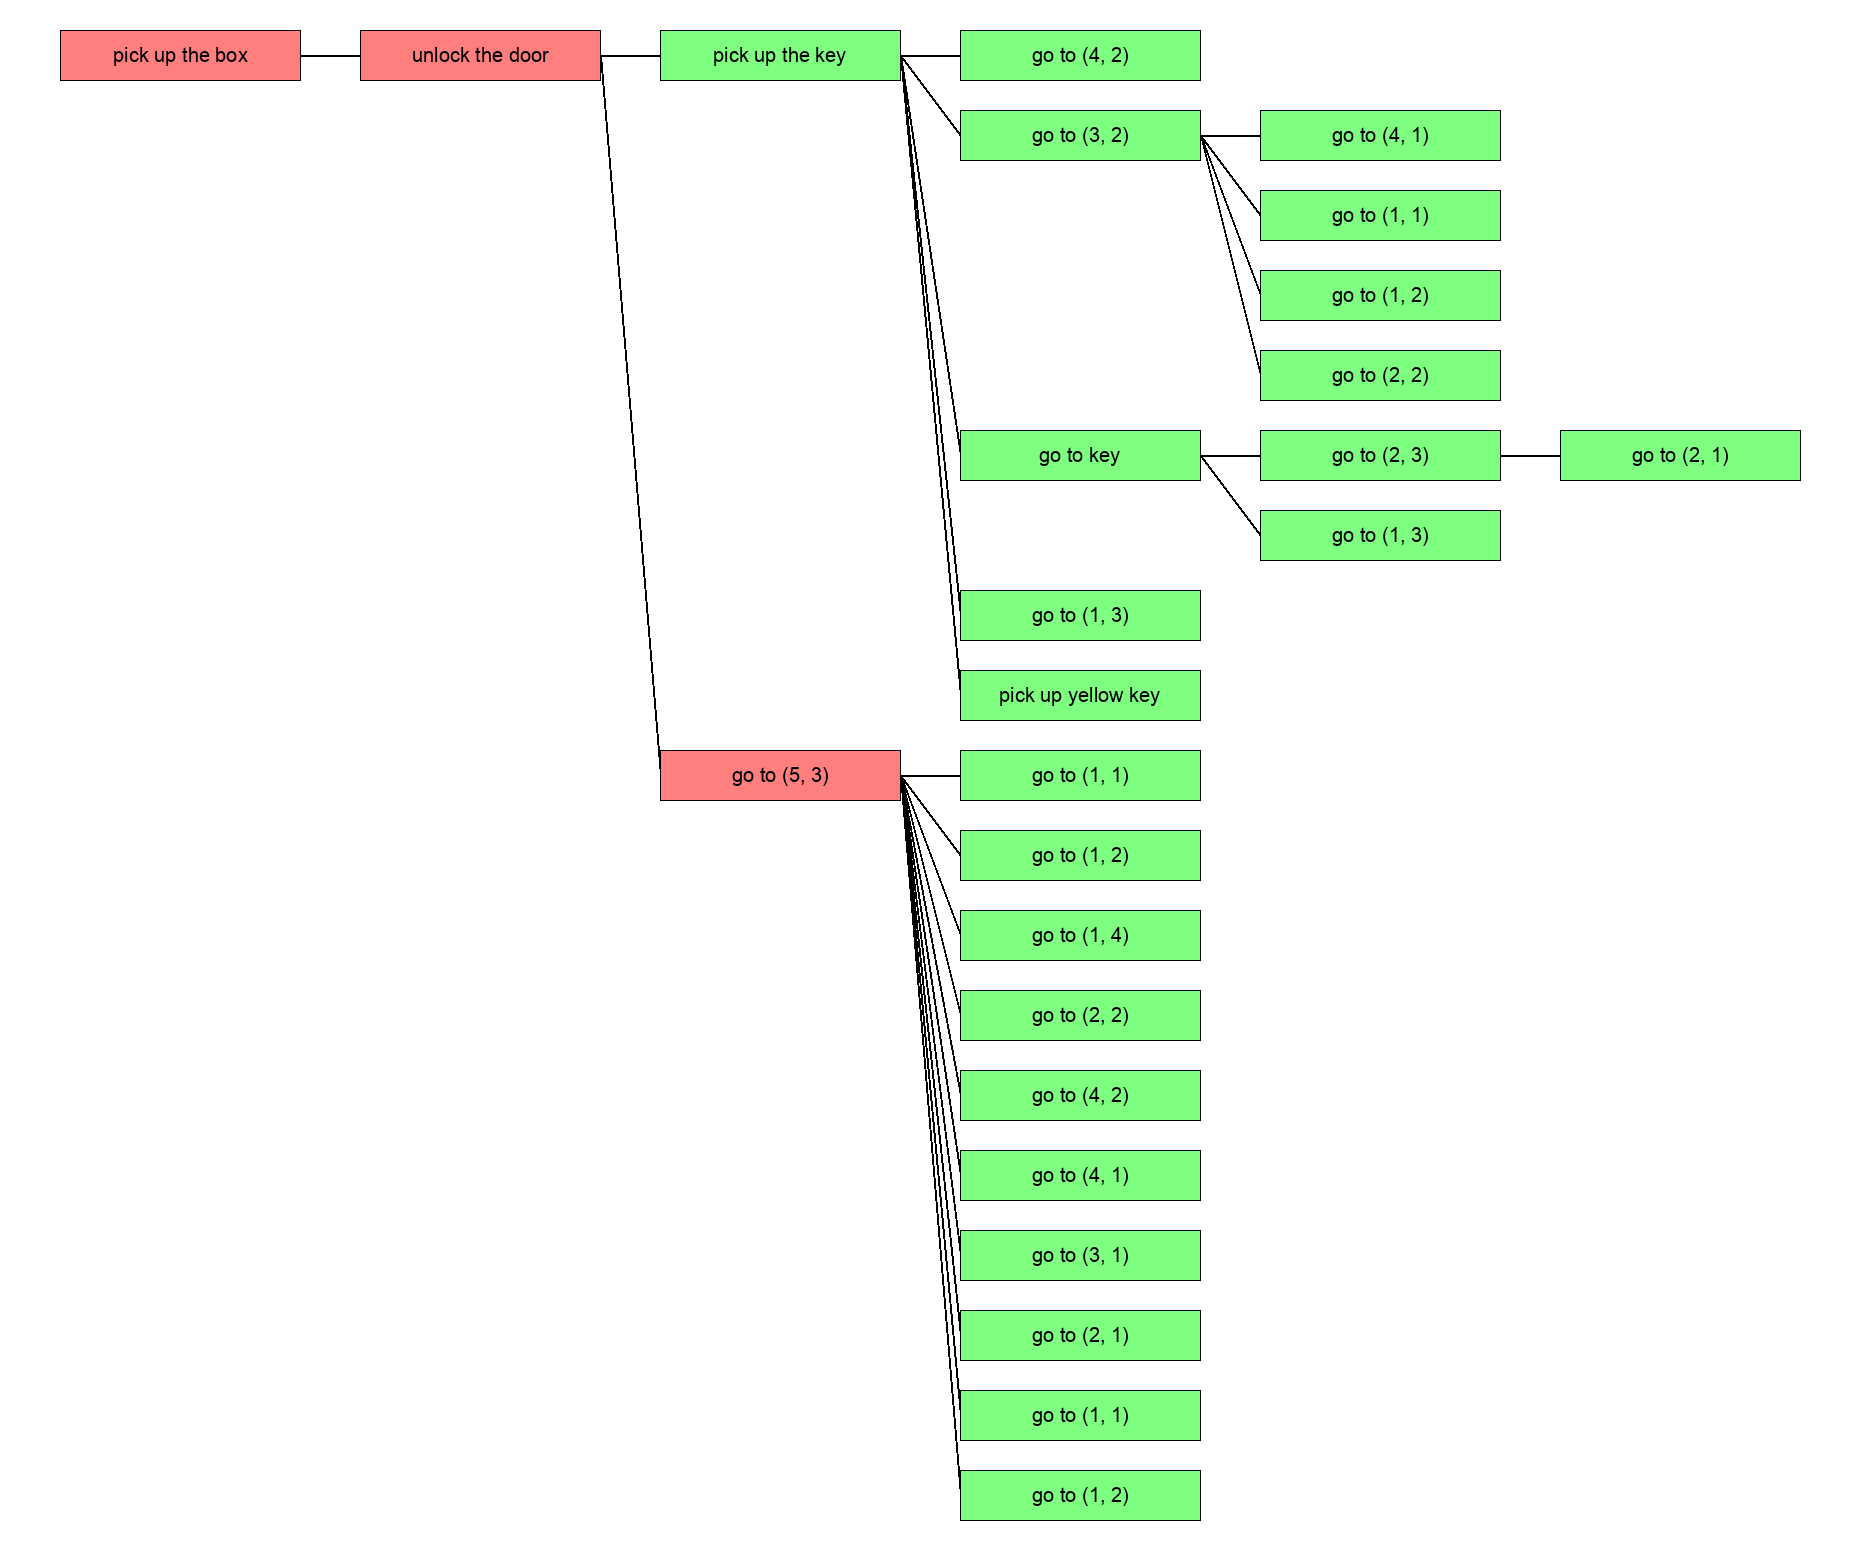 pick up the box
unlock the door
pick up the key
go to (4, 2)
go to (3, 2)
go to (4, 1)
go to (1, 1)
go to (1, 2)
go to (2, 2)
go to key
go to (2, 3)
go to (2, 1)
go to (1, 3)
go to (1, 3)
pick up yellow key
go to (5, 3)
go to (1, 1)
go to (1, 2)
go to (1, 4)
go to (2, 2)
go to (4, 2)
go to (4, 1)
go to (3, 1)
go to (2, 1)
go to (1, 1)
go to (1, 2)